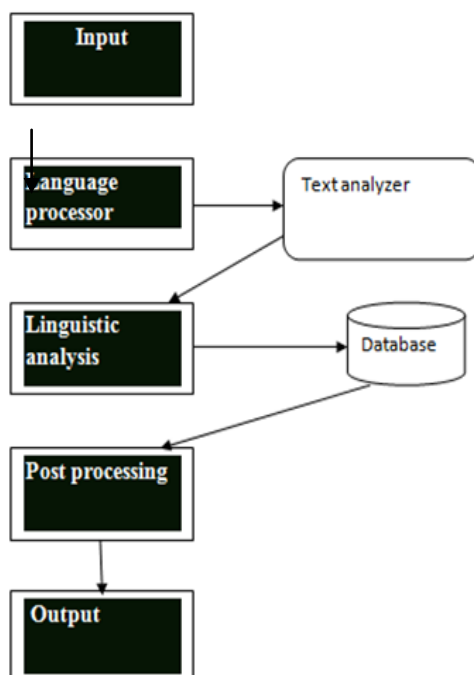 Input
Language
processor
Text analyzer
Linguistic
analysis
Database
Post processing
Output